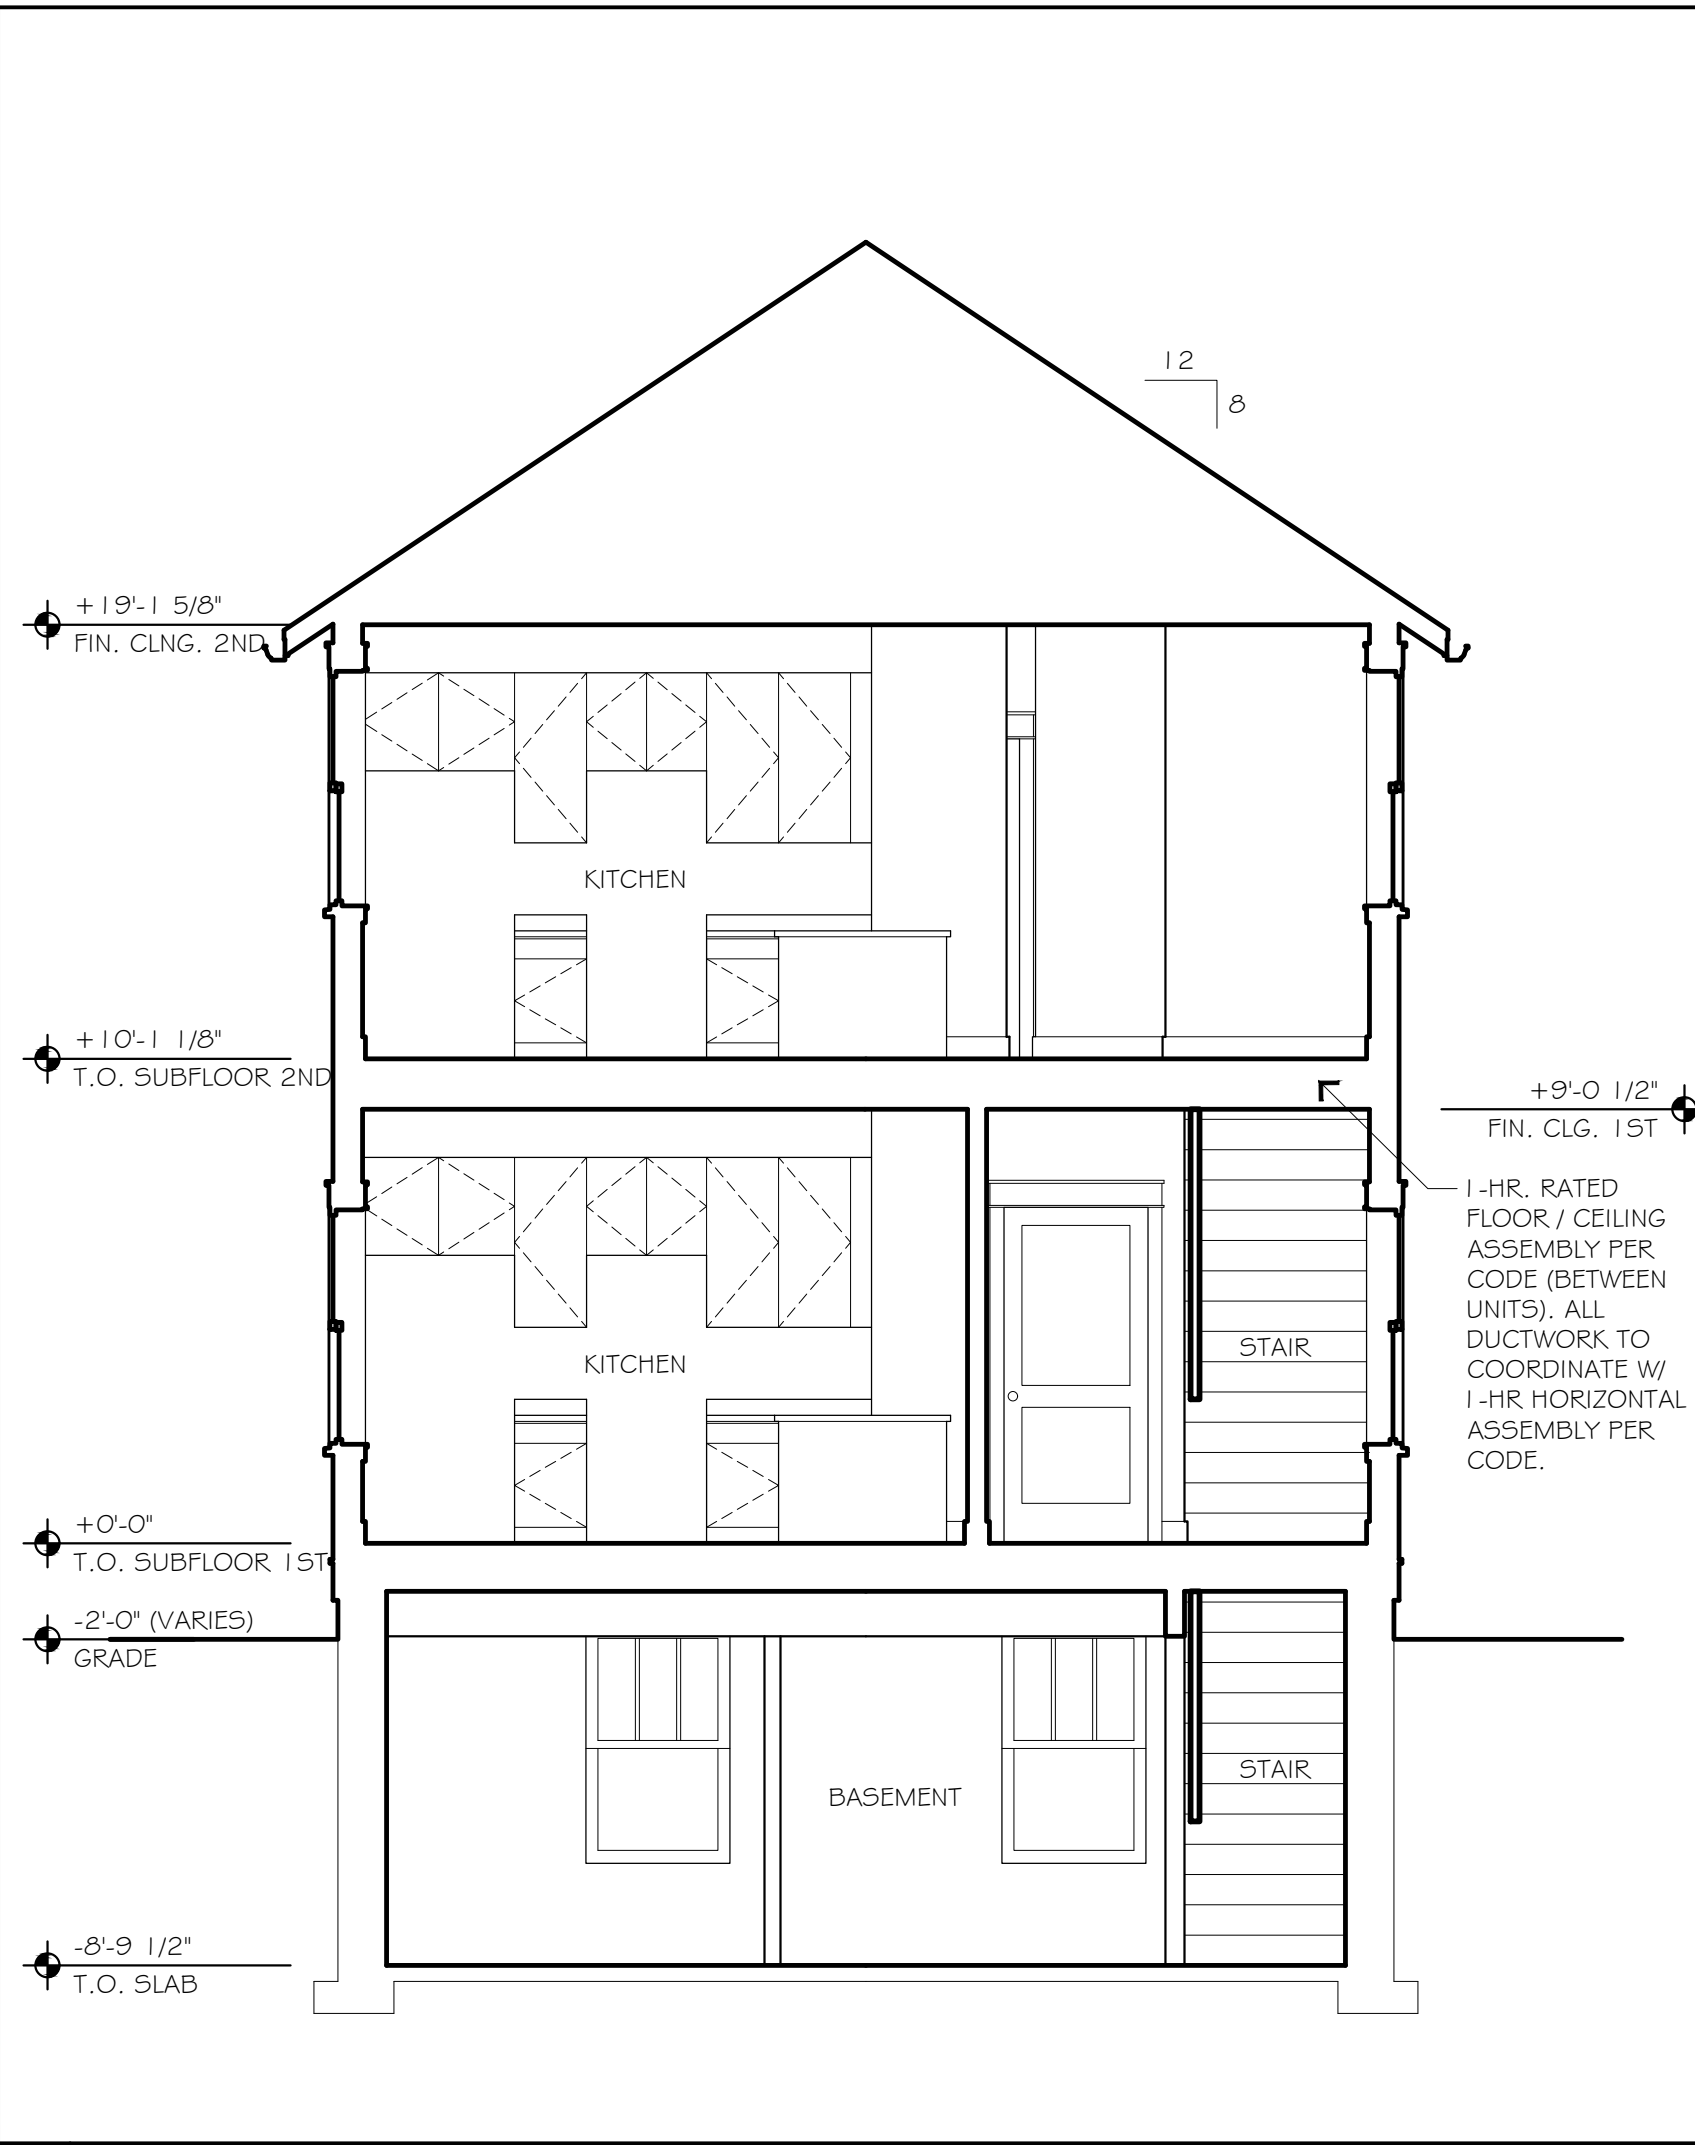 12
8
+19'-1 5/8"
FIN. CLNG. 2ND
KITCHEN
+10'-1 1/8"
T.O. SUBFLOOR 2ND
+9'-0 1/2"
FIN. CLG. 1ST
1-HR. RATED
FLOOR / CEILING
ASSEMBLY PER
CODE (BETWEEN
UNITS). ALL
DUCTWORK TO
COORDINATE W/
1-HR HORIZONTAL
ASSEMBLY PER
CODE.
STAIR
KITCHEN
+0'-0"
T.O. SUBFLOOR 1ST
-2'-0" (VARIES)
GRADE
STAIR
BASEMENT
-8'-9 1/2"
T.O. SLAB